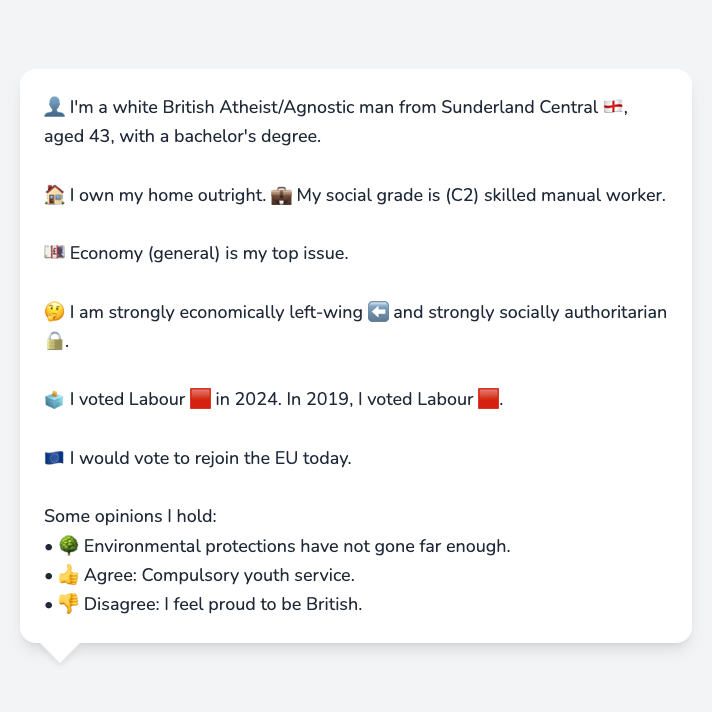 👤 I'm a white British Atheist/Agnostic man from Sunderland Central 🏴󠁧󠁢󠁥󠁮󠁧󠁿,
aged 43, with a bachelor's degree.
🏠 I own my home outright. 💼 My social grade is (C2) skilled manual worker.
💷 Economy (general) is my top issue.
🤔 I am strongly economically left-wing ⬅️ and strongly socially authoritarian
🔒.
🗳️ I voted Labour 🟥 in 2024. In 2019, I voted Labour 🟥.
🇪🇺 I would vote to rejoin the EU today.
Some opinions I hold:
• 🌳 Environmental protections have not gone far enough.
• 👍 Agree: Compulsory youth service.
• 👎 Disagree: I feel proud to be British.